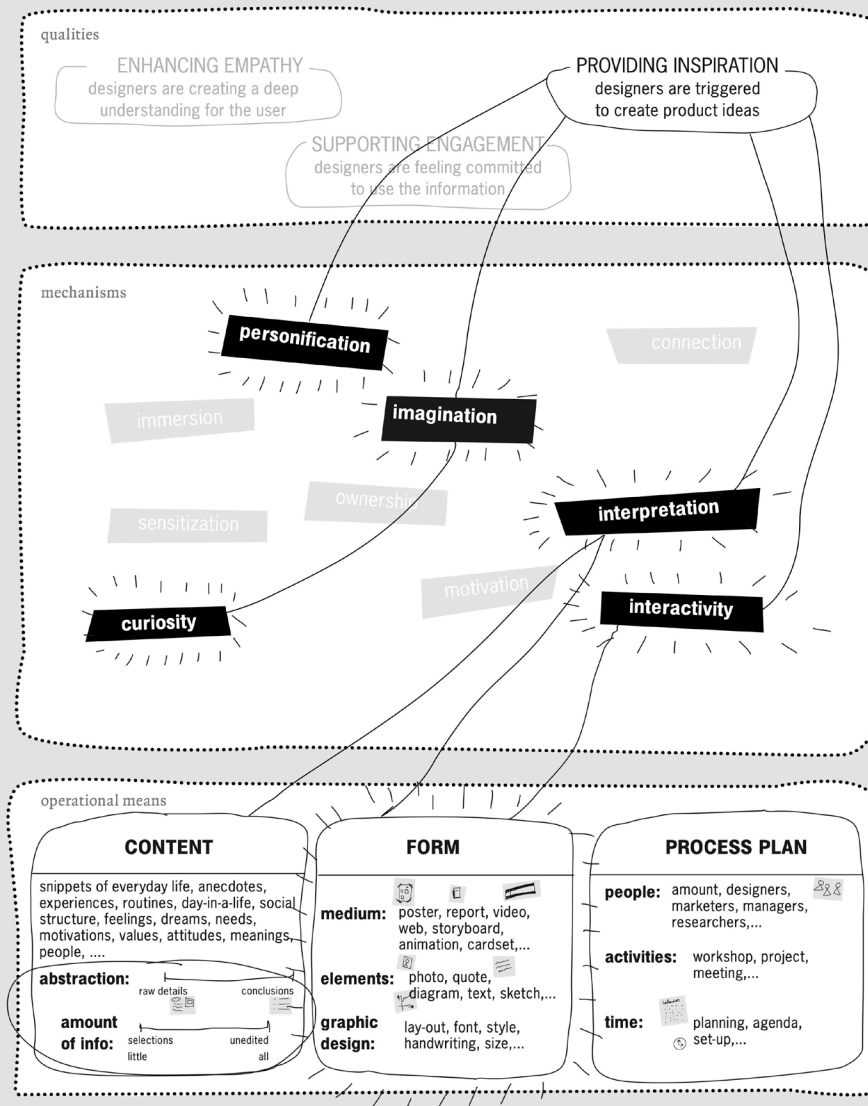 qualities
ENHANCING EMPATHY
designers are creating a deep
understanding for the user
PROVIDING INSPIRATION
designers are triggered
to create product ideas
SUPPORTING ENGAGEMENT
designers are feeling committed
to use the information
mechanisms
personification
connection
imagination
immersion
ownership
interpretation
sensitization
motivation
interactivity
curiosity
operational means
CONTENT
snippets of everyday life, anecdotes,
experiences, routines, day-in-a-life, social
structure, feelings, dreams, needs,
motivations, values, attitudes, meanings,
people, ....
abstraction:
raw details conclusions
amount
of info: selections unedited
little all
FORM
medium: poster, report, video,
web, storyboard,
animation, cardset,...
elements: photo, quote,
diagram, text, sketch,...
graphic
design: lay-out, font, style,
handwriting, size,...
PROCESS PLAN
people: amount, designers,
marketers, managers,
researchers,...
activities: workshop, project,
meeting,...
time: planning, agenda,
set-up,...